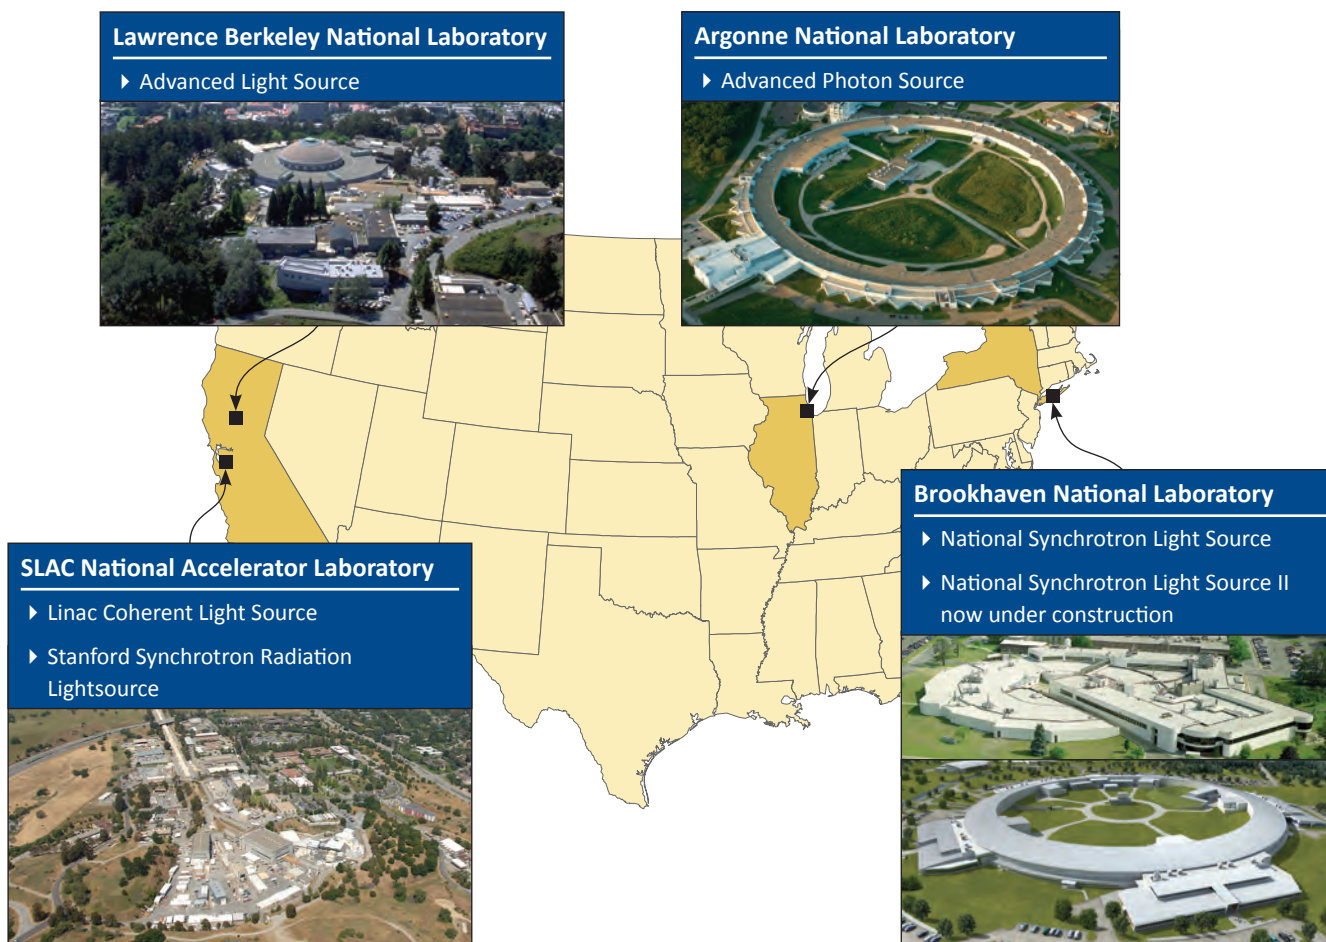 Lawrence Berkeley National Laboratory
Advanced Light Source
Argonne National Laboratory
Advanced Photon Source
SLAC National Accelerator Laboratory
Linac Coherent Light Source
Stanford Synchrotron Radiation
Lightsource
Brookhaven National Laboratory
National Synchrotron Light Source
National Synchrotron Light Source II
now under construction